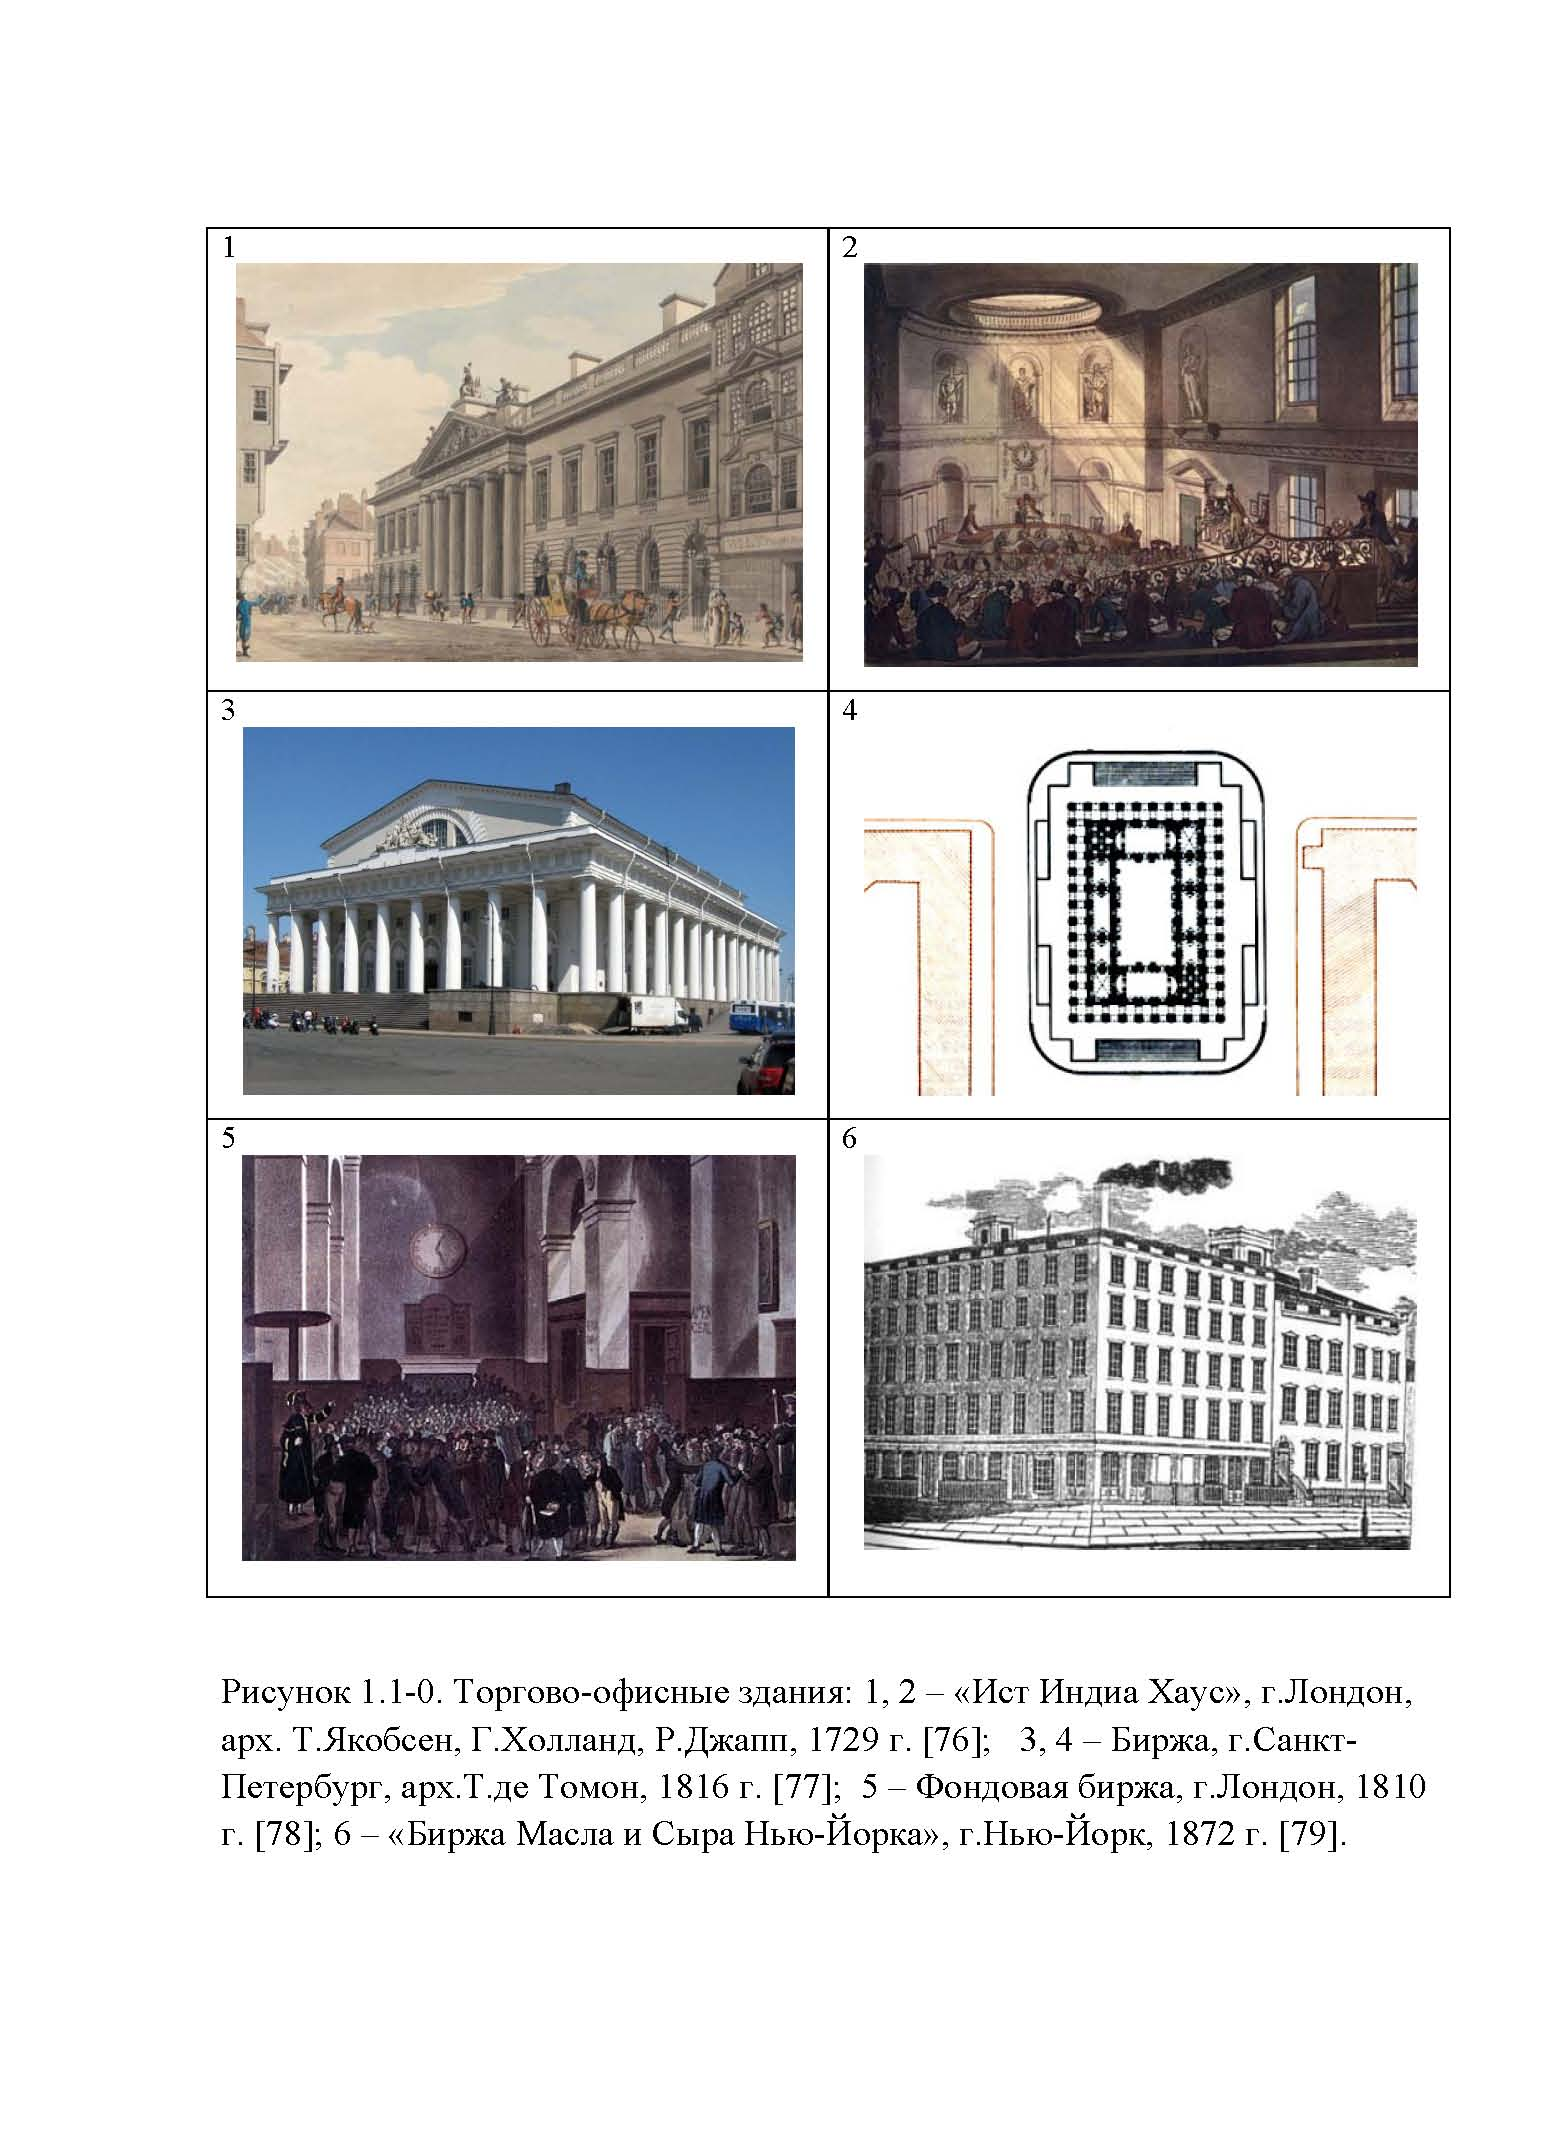 1
2
3
4
5
6
Рисунок 1.1-0. Торгово-офисные здания: 1, 2 – «Ист Индиа Хаус», г.Лондон,
арх. Т.Якобсен, Г.Холланд, Р.Джапп, 1729 г. [76];   3, 4 – Биржа, г.Санкт-
Петербург, арх.Т.де Томон, 1816 г. [77];  5 – Фондовая биржа, г.Лондон, 1810
г. [78]; 6 – «Биржа Масла и Сыра Нью-Йорка», г.Нью-Йорк, 1872 г. [79].